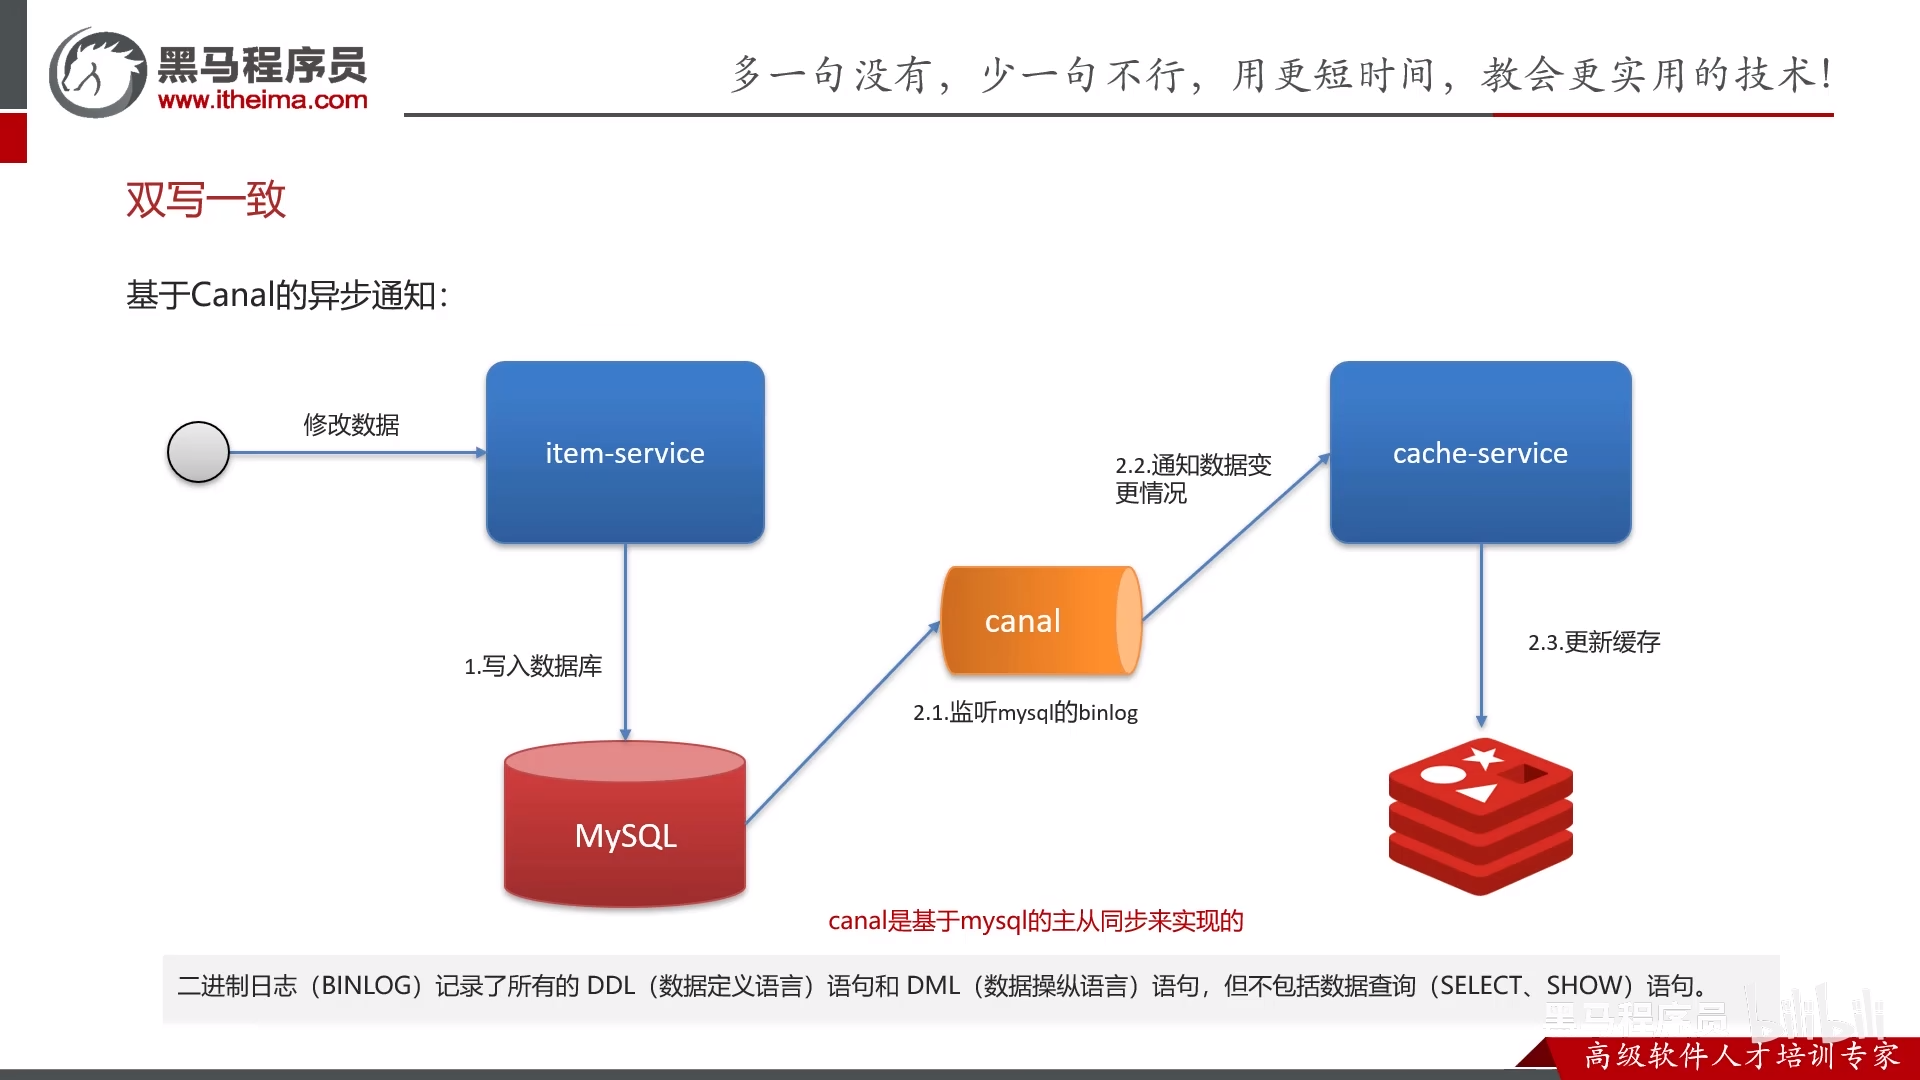 黑马程序员
www.itheima.com
多一句没有，少一句不行，用更短时间，教会更实用的技术！
双写一致
基于Canal的异步通知：
修改数据
item-service
cache-service
2.2.通知数据变
更情况
canal
1.写入数据库
2.3.更新缓存
2.1.监听mysql的binlog
MySQL
canal是基于mysql的主从同步来实现的
二进制日志（BINLOG）记录了所有的 DDL（数据定义语言）语句和 DML（数据操纵语言）语句，但不包括数据查询（SELECT、SHOW）语句。
黑马程序员 bilibili
高级软件人才培训专家